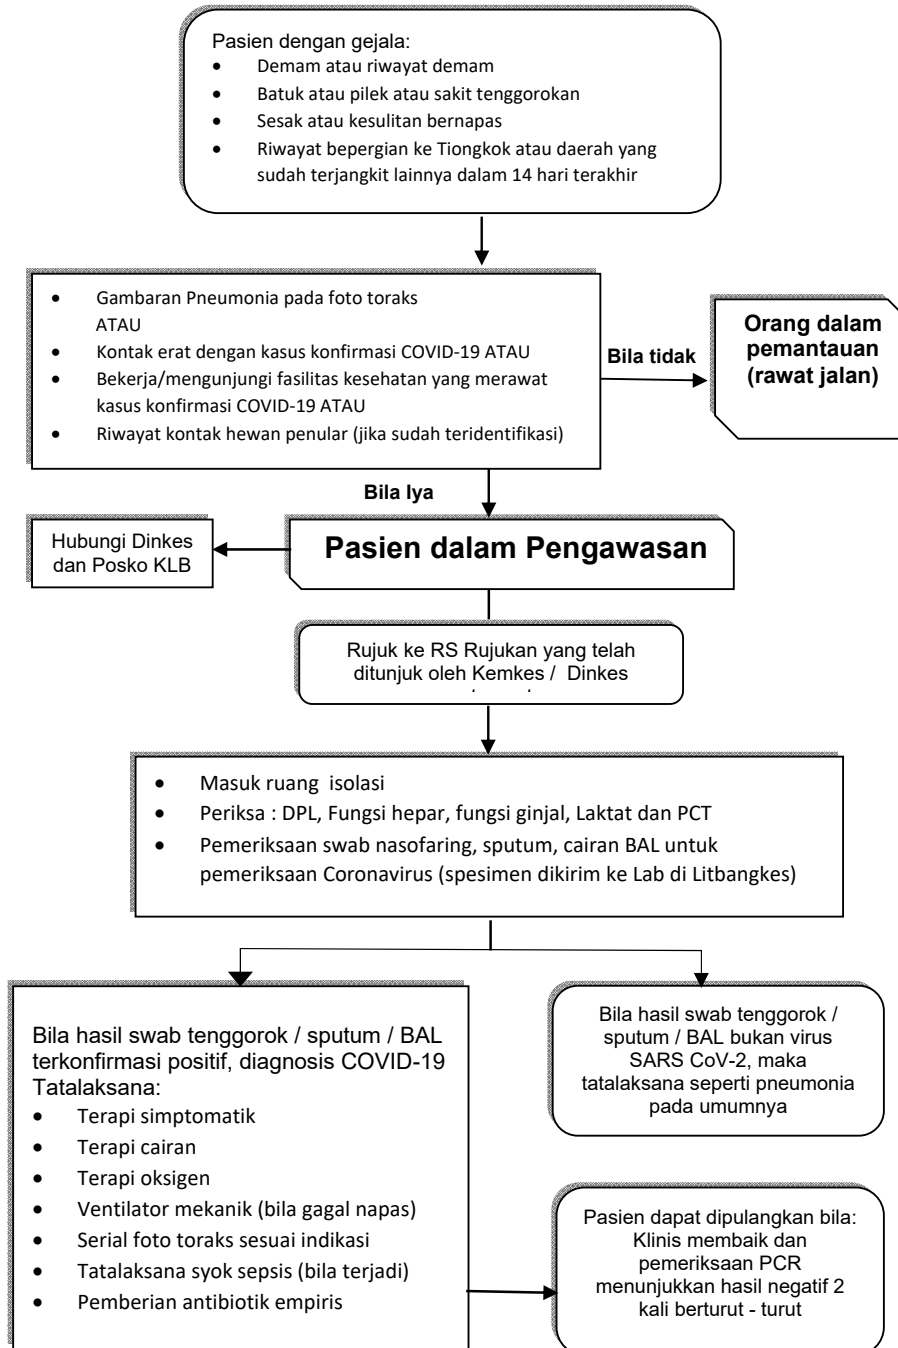 Pasien dengan gejala:
• Demam atau riwayat demam
• Batuk atau pilek atau sakit tenggorokan
• Sesak atau kesulitan bernapas
• Riwayat bepergian ke Tiongkok atau daerah yang
sudah terjangkit lainnya dalam 14 hari terakhir
• Gambaran Pneumonia pada foto toraks
ATAU
• Kontak erat dengan kasus konfirmasi COVID-19 ATAU
• Bekerja/mengunjungi fasilitas kesehatan yang merawat
kasus konfirmasi COVID-19 ATAU
• Riwayat kontak hewan penular (jika sudah teridentifikasi)
Bila tidak
Orang dalam
pemantauan
(rawat jalan)
Bila Iya
Hubungi Dinkes
dan Posko KLB
Pasien dalam Pengawasan
Rujuk ke RS Rujukan yang telah
ditunjuk oleh Kemkes / Dinkes
• Masuk ruang isolasi
• Periksa : DPL, Fungsi hepar, fungsi ginjal, Laktat dan PCT
• Pemeriksaan swab nasofaring, sputum, cairan BAL untuk
pemeriksaan Coronavirus (spesimen dikirim ke Lab di Litbangkes)
Bila hasil swab tenggorok / sputum / BAL
terkonfirmasi positif, diagnosis COVID-19
Tatalaksana:
• Terapi simptomatik
• Terapi cairan
• Terapi oksigen
• Ventilator mekanik (bila gagal napas)
• Serial foto toraks sesuai indikasi
• Tatalaksana syok sepsis (bila terjadi)
• Pemberian antibiotik empiris
Bila hasil swab tenggorok /
sputum / BAL bukan virus
SARS CoV-2, maka
tatalaksana seperti pneumonia
pada umumnya
Pasien dapat dipulangkan bila:
Klinis membaik dan
pemeriksaan PCR
menunjukkan hasil negatif 2
kali berturut - turut